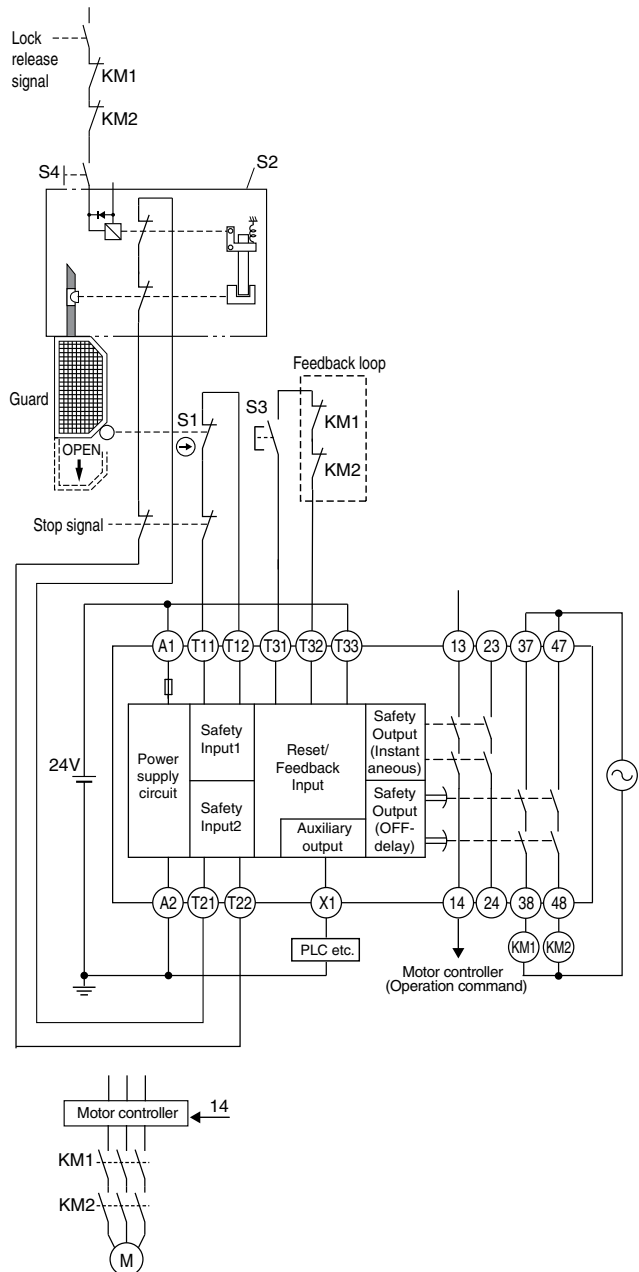 Lock
release
signal
KM1
KM2
S4
S2
Guard
OPEN
S1
S3
Feedback loop
KM1
KM2
Stop signal
A1
T11
T12
T31
T32
T33
13
23
37
47
24V
Power
supply
circuit
Safety
Input1
Safety
Input2
Reset/
Feedback
Input
Auxiliary
output
Safety
Output
(Instant
aneous)
Safety
Output
(OFF-
delay)
A2
T21
T22
X1
14
24
38
48
PLC etc.
KM1
KM2
Motor controller
(Operation command)
Motor controller
14
KM1
KM2
M